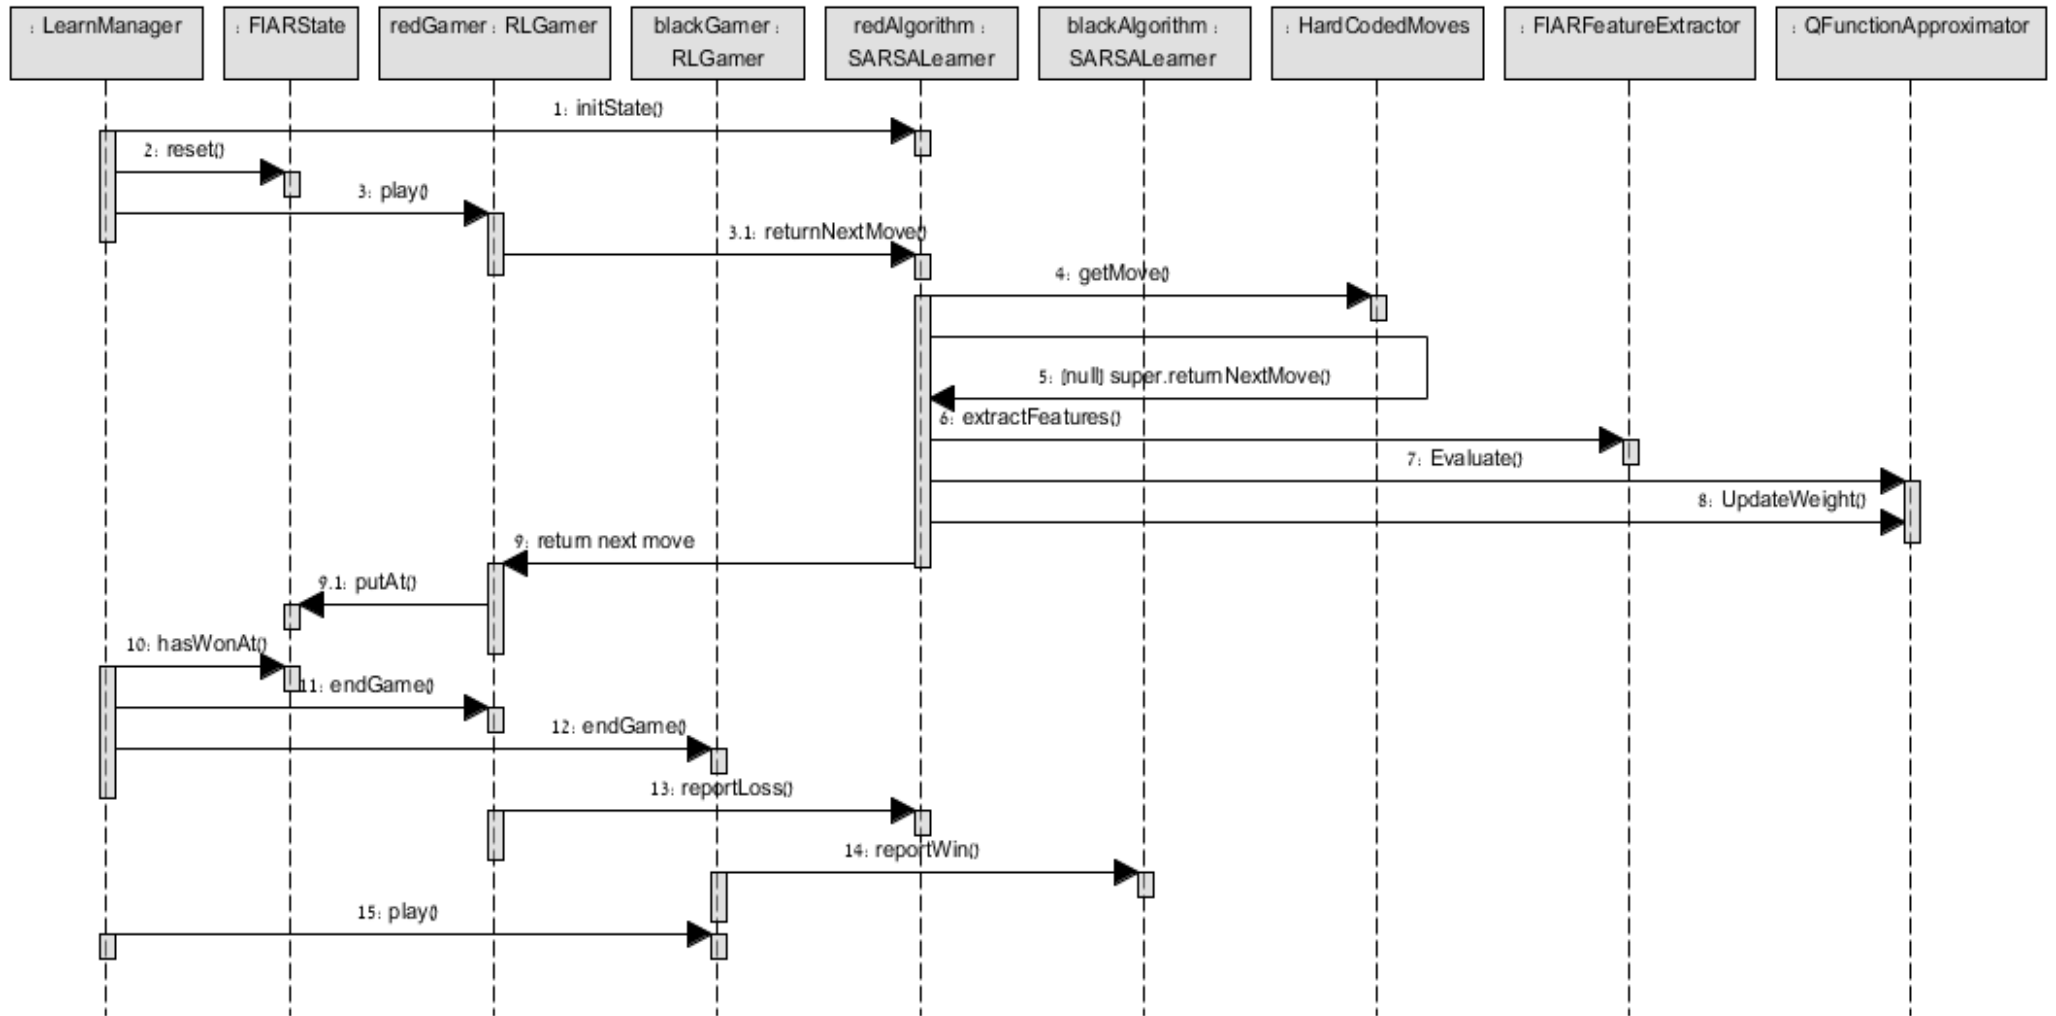 : LearnManager
: FIARState
redGamer : RLGamer
blackGamer :
RLGamer
redAlgorithm :
SARSALearner
blackAlgorithm :
SARSALearner
: HardCodedMoves
: FIARFeatureExtractor
: QFunctionApproximator
1: initState()
2: reset()
3: play()
3.1: returnNextMove()
4: getMove()
5: [null] super.returnNextMove()
6: extractFeatures()
7: Evaluate()
8: UpdateWeight()
9: return next move
9.1: putAt()
10: hasWonAt()
11: endGame()
12: endGame()
13: reportLoss()
14: reportWin()
15: play()